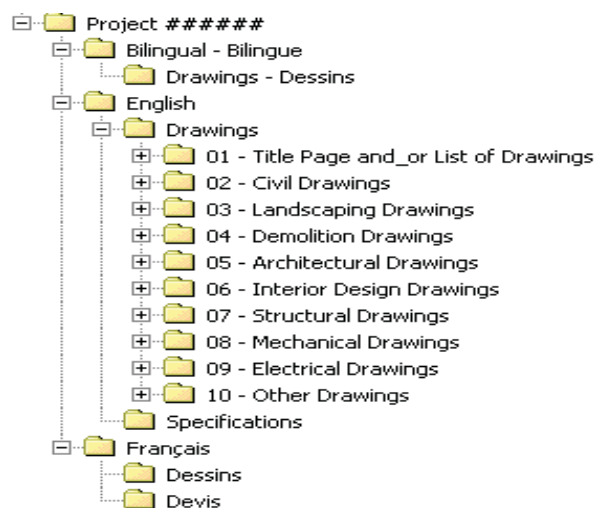 Project ######
Bilingual - Bilingue
Drawings - Dessins
English
Drawings
01 - Title Page and_or List of Drawings
02 - Civil Drawings
03 - Landscaping Drawings
04 - Demolition Drawings
05 - Architectural Drawings
06 - Interior Design Drawings
07 - Structural Drawings
08 - Mechanical Drawings
09 - Electrical Drawings
10 - Other Drawings
Specifications
Français
Dessins
Devis